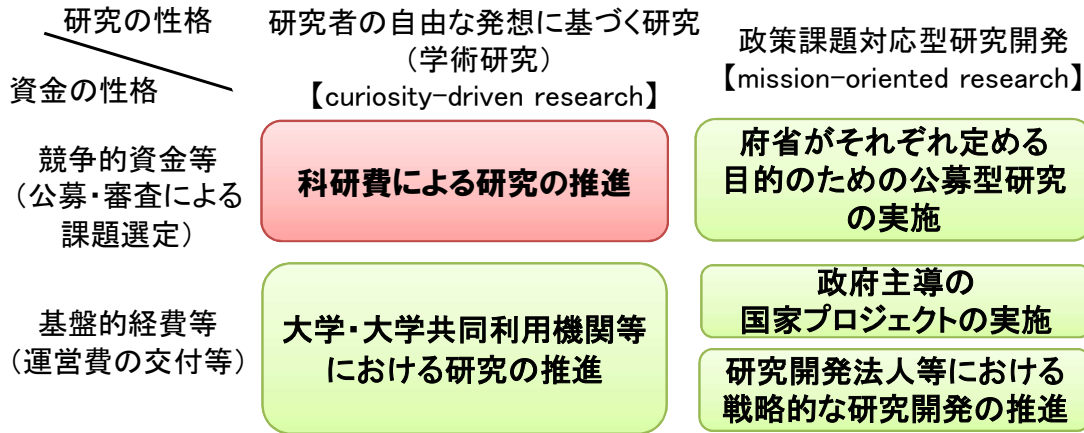 研究の性格
資金の性格
研究者の自由な発想に基づく研究
（学術研究）
【curiosity-driven research】
政策課題対応型研究開発
【mission-oriented research】
競争的資金等
（公募・審査による
課題選定）
科研費による研究の推進
府省がそれぞれ定める
目的のための公募型研究
の実施
基盤的経費等
（運営費の交付等）
大学・大学共同利用機関等
における研究の推進
政府主導の
国家プロジェクトの実施
研究開発法人等における
戦略的な研究開発の推進